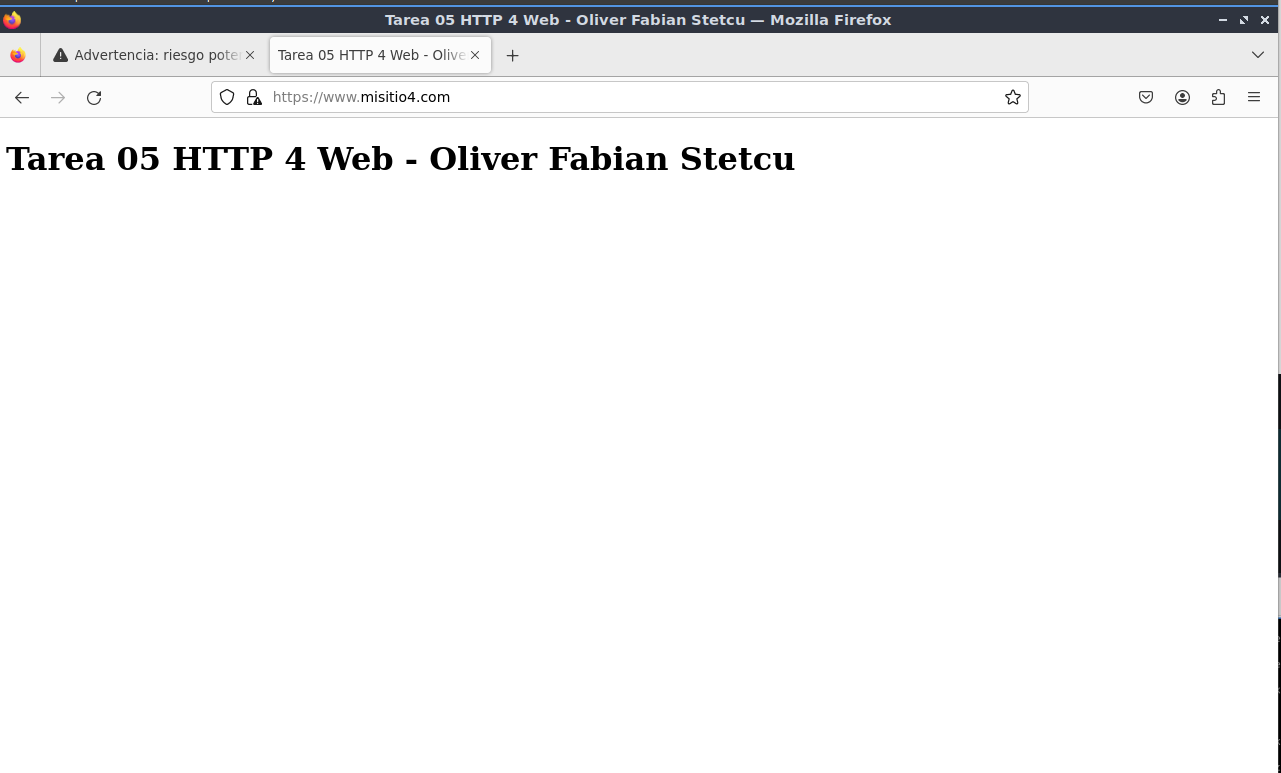 Tarea 05 HTTP 4 Web - Oliver Fabian Stetcu — Mozilla Firefox
Advertencia: riesgo poter
Tarea 05 HTTP 4 Web - Olive
https://www.misitio4.com
Tarea 05 HTTP 4 Web - Oliver Fabian Stetcu